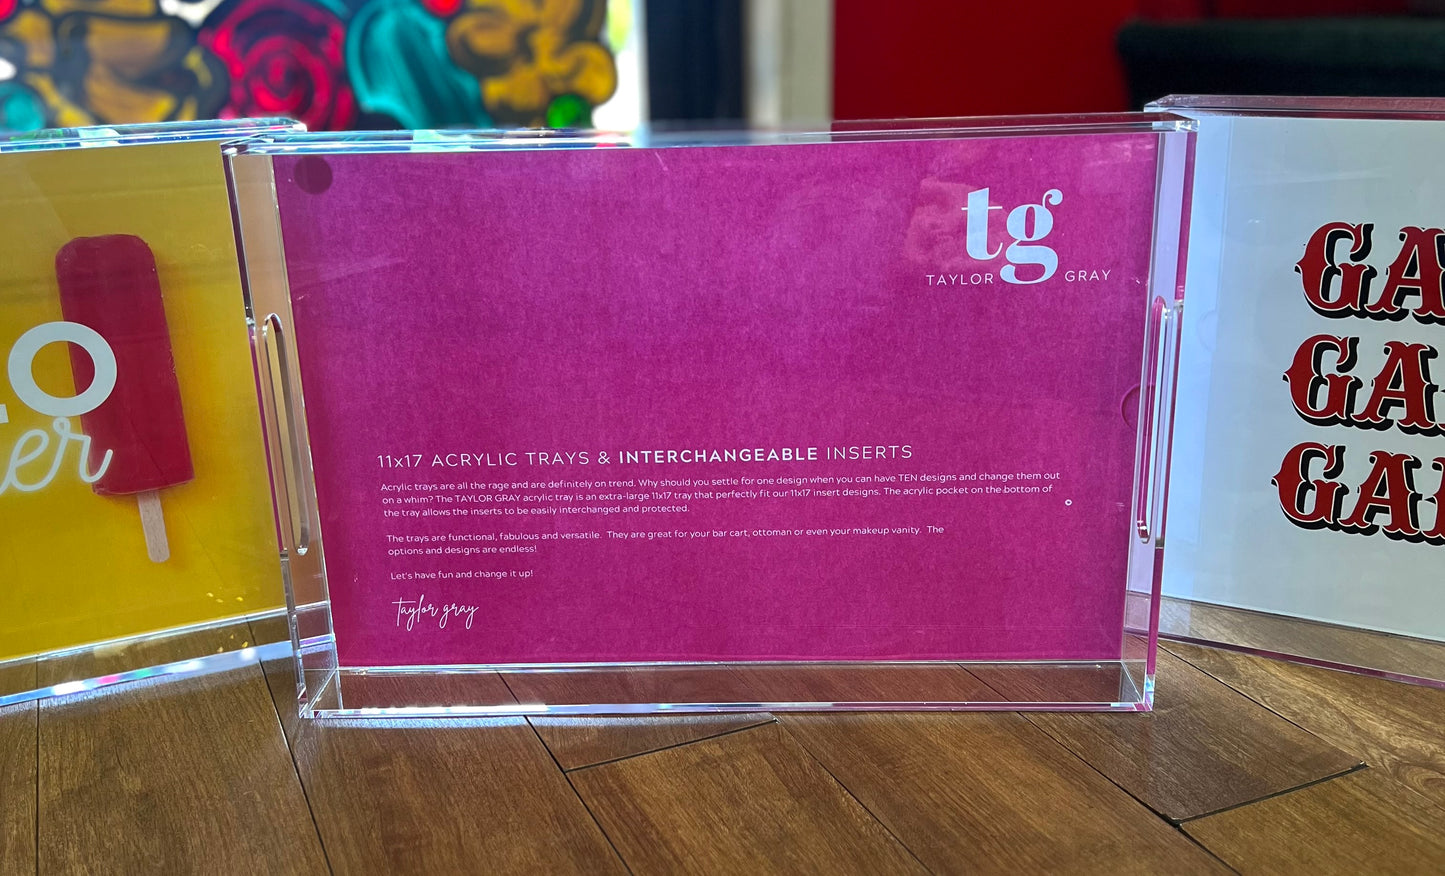 tg
TAYLOR GRAY
11x17 ACRYLIC TRAYS & INTERCHANGEABLE INSERTS
Acrylic trays are all the rage and are definitely on trend. Why should you settle for one design when you can have TEN designs and change them out
on a whim? The TAYLOR GRAY acrylic tray is an extra-large 11x17 tray that perfectly fit our 11x17 insert designs. The acrylic pocket on the bottom of
the tray allows the inserts to be easily interchanged and protected.
The trays are functional, fabulous and versatile. They are great for your bar cart, ottoman or even your makeup vanity. The
options and designs are endless!
Let's have fun and change it up!
taylor gray